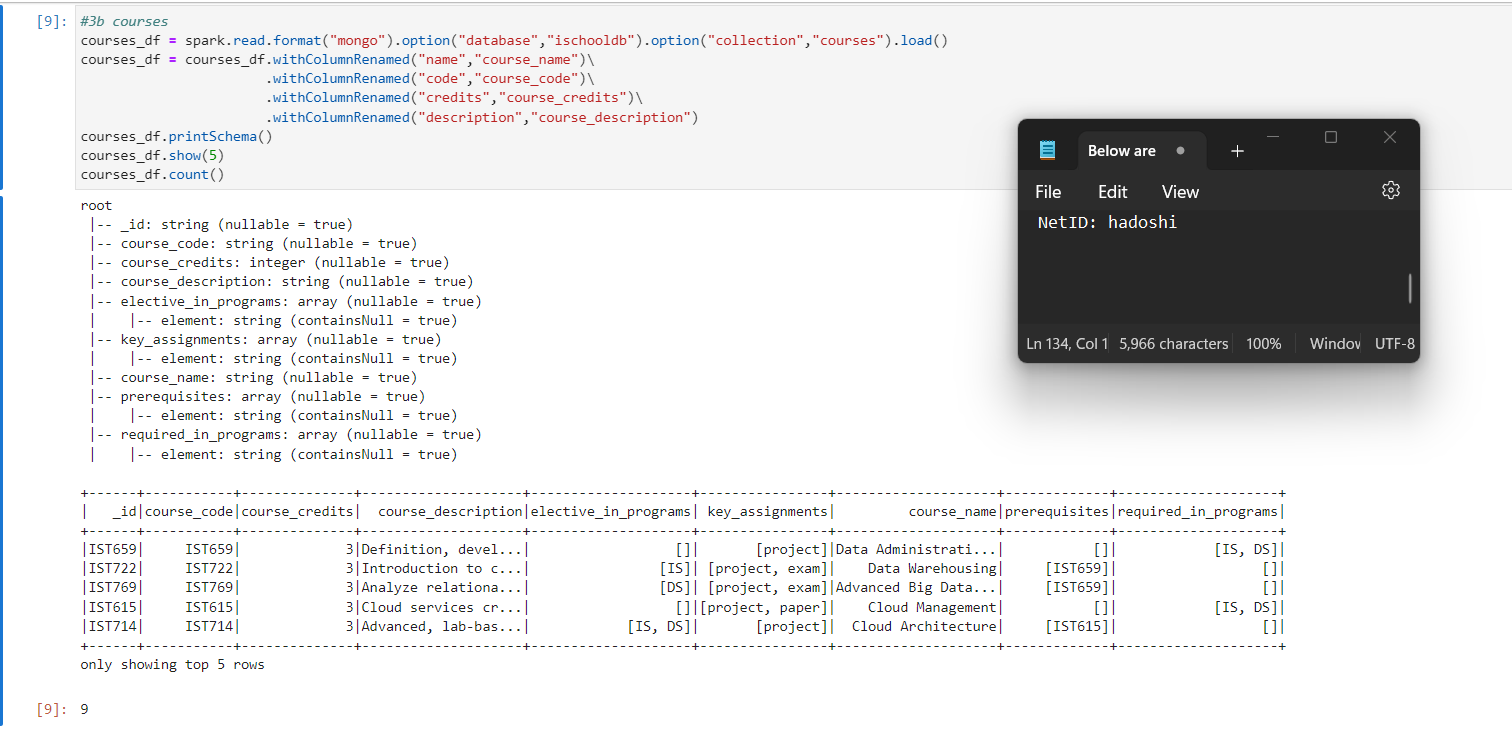 [9]: #3b courses
courses_df = spark.read.format("mongo").option("database","ischooldb").option("collection","courses").load()
courses_df = courses_df.withColumnRenamed("name","course_name")\
                       .withColumnRenamed("code","course_code")\
                       .withColumnRenamed("credits","course_credits")\
                       .withColumnRenamed("description","course_description")
courses_df.printSchema()
courses_df.show(5)
courses_df.count()
root
 |-- _id: string (nullable = true)
 |-- course_code: string (nullable = true)
 |-- course_credits: integer (nullable = true)
 |-- course_description: string (nullable = true)
 |-- elective_in_programs: array (nullable = true)
 |    |-- element: string (containsNull = true)
 |-- key_assignments: array (nullable = true)
 |    |-- element: string (containsNull = true)
 |-- course_name: string (nullable = true)
 |-- prerequisites: array (nullable = true)
 |    |-- element: string (containsNull = true)
 |-- required_in_programs: array (nullable = true)
 |    |-- element: string (containsNull = true)
+------+-----------+--------------+--------------------+--------------------+----------------+--------------------+-------------+--------------------+
|   _id|course_code|course_credits|  course_description|elective_in_programs| key_assignments|         course_name|prerequisites|required_in_programs|
+------+-----------+--------------+--------------------+--------------------+----------------+--------------------+-------------+--------------------+
|IST659|     IST659|             3|Definition, devel...|                  []|       [project]|Data Administrati...|           []|            [IS, DS]|
|IST722|     IST722|             3|Introduction to c...|                [IS]| [project, exam]|    Data Warehousing|     [IST659]|                  []|
|IST769|     IST769|             3|Analyze relationa...|                [DS]| [project, exam]|Advanced Big Data...|     [IST659]|                  []|
|IST615|     IST615|             3|Cloud services cr...|                  []|[project, paper]|    Cloud Management|           []|            [IS, DS]|
|IST714|     IST714|             3|Advanced, lab-bas...|            [IS, DS]|       [project]|  Cloud Architecture|     [IST615]|                  []|
+------+-----------+--------------+--------------------+--------------------+----------------+--------------------+-------------+--------------------+
only showing top 5 rows
[9]: 9
Below are
File Edit View
NetID: hadoshi
Ln 134, Col 1 5,966 characters 100% Window UTF-8